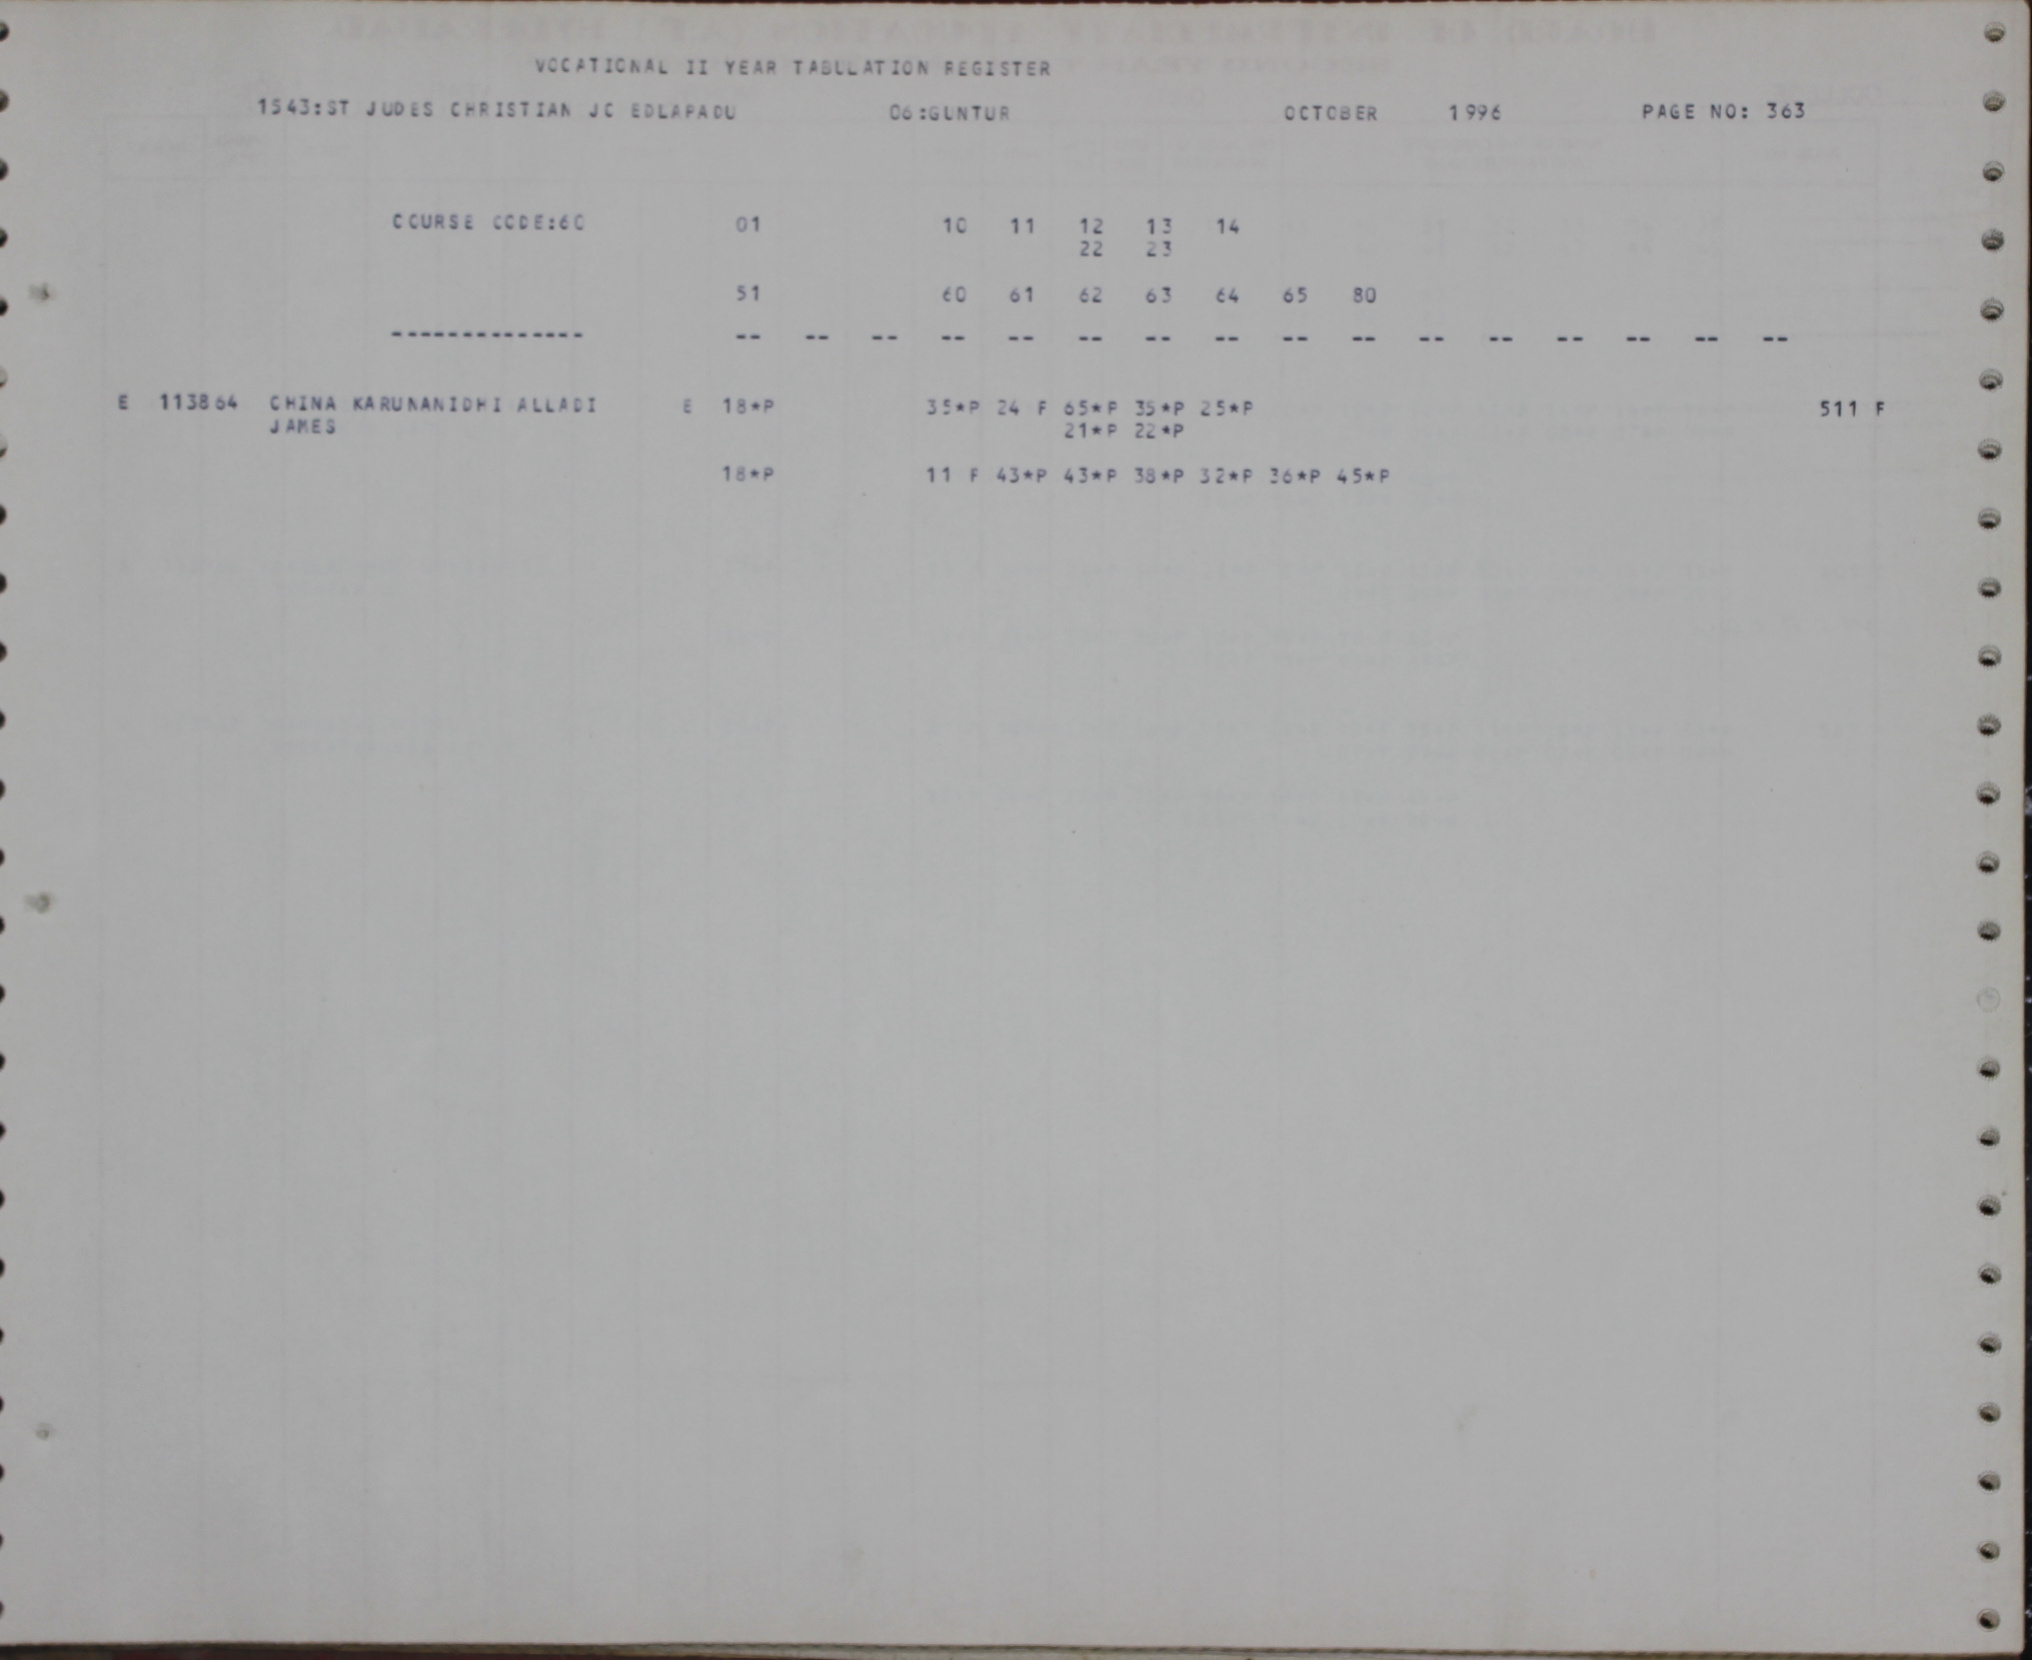 VOCATIONAL II YEAR TABULATION REGISTER
1543:ST JUDES CHRISTIAN JC EDLAPADU 06:GUNTUR OCTOBER 1996 PAGE NO: 363
COURSE CODE:60 01 10 11 12 13 14
22 23
51 60 61 62 63 64 65 80
-------------- -- -- -- -- -- -- -- -- -- -- -- -- -- -- -- --
E 113864 CHINA KARUNANIDHI ALLADI E 18*P 35*P 24 F 65*P 35*P 25*P 511 F
JAMES 21*P 22*P
18*P 11 F 43*P 43*P 38*P 32*P 36*P 45*P